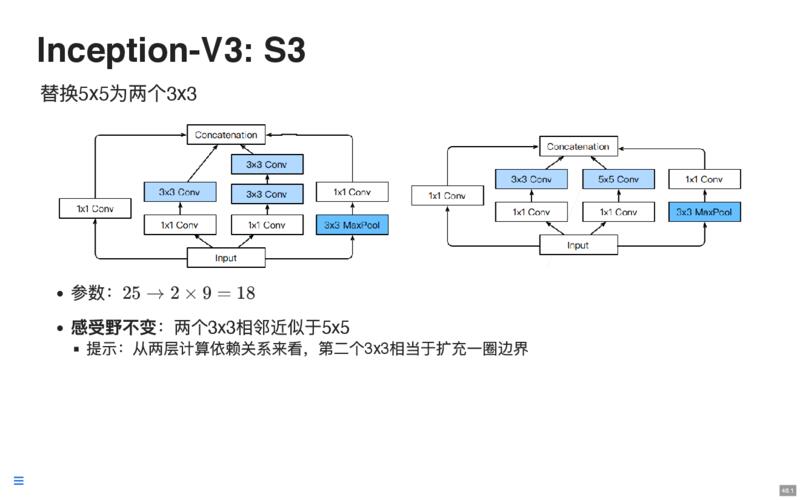 Inception-V3: S3
替换5x5为两个3x3
Concatenation
3x3 Conv
3x3 Conv
3x3 Conv
1x1 Conv
1x1 Conv
1x1 Conv
1x1 Conv
3x3 MaxPool
Input
Concatenation
3x3 Conv
5x5 Conv
1x1 Conv
1x1 Conv
1x1 Conv
1x1 Conv
3x3 MaxPool
Input
• 参数：25 → 2 × 9 = 18
• 感受野不变：两个3x3相邻近似于5x5
▪ 提示：从两层计算依赖关系来看，第二个3x3相当于扩充一圈边界
48.1